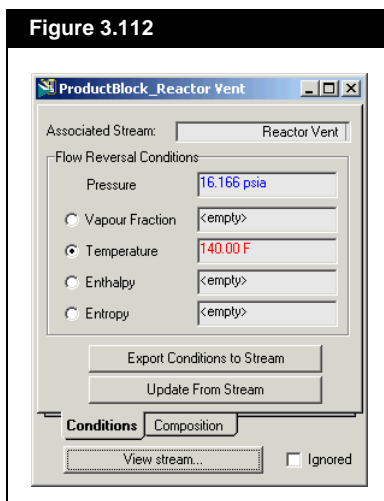 Figure 3.112
ProductBlock_Reactor Vent
Associated Stream: Reactor Vent
Flow Reversal Conditions
Pressure 16.166 psia
Vapour Fraction <empty>
Temperature 140.00 F
Enthalpy <empty>
Entropy <empty>
Export Conditions to Stream
Update From Stream
Conditions Composition
View stream... Ignored